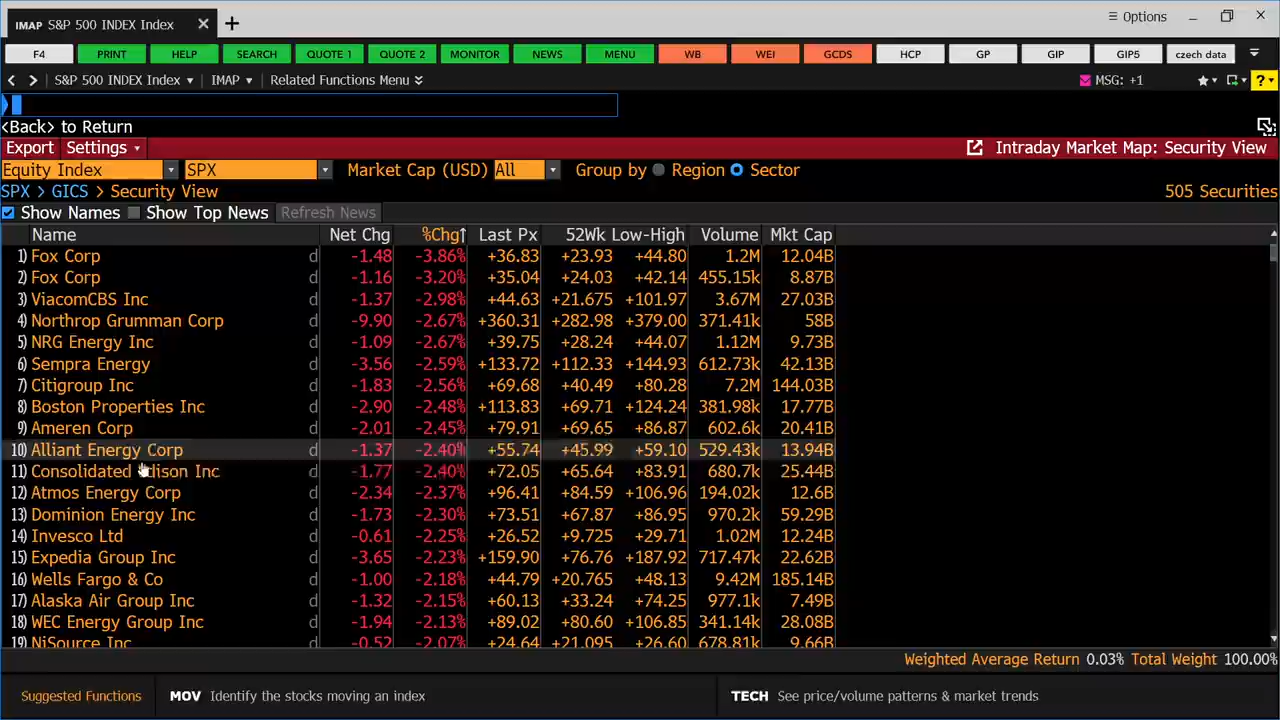 IMAP S&P 500 INDEX Index × + Options
F4 PRINT HELP SEARCH QUOTE 1 QUOTE 2 MONITOR NEWS MENU WB WEI GCDS HCP GP GIP GIP5 czech data
S&P 500 INDEX Index IMAP Related Functions Menu MSG: +1 ?
<Back> to Return
Export Settings Intraday Market Map: Security View
Equity Index SPX Market Cap (USD) All Group by Region Sector
SPX > GICS > Security View 505 Securities
Show Names Show Top News Refresh News
Name Net Chg %Chg↑ Last Px 52Wk Low-High Volume Mkt Cap
1) Fox Corp d -1.48 -3.86% +36.83 +23.93 +44.80 1.2M 12.04B
2) Fox Corp d -1.16 -3.20% +35.04 +24.03 +42.14 455.15k 8.87B
3) ViacomCBS Inc d -1.37 -2.98% +44.63 +21.675 +101.97 3.67M 27.03B
4) Northrop Grumman Corp d -9.90 -2.67% +360.31 +282.98 +379.00 371.41k 58B
5) NRG Energy Inc d -1.09 -2.67% +39.75 +28.24 +44.07 1.12M 9.73B
6) Sempra Energy d -3.56 -2.59% +133.72 +112.33 +144.93 612.73k 42.13B
7) Citigroup Inc d -1.83 -2.56% +69.68 +40.49 +80.28 7.2M 144.03B
8) Boston Properties Inc d -2.90 -2.48% +113.83 +69.71 +124.24 381.98k 17.77B
9) Ameren Corp d -2.01 -2.45% +79.91 +69.65 +86.87 602.6k 20.41B
10) Alliant Energy Corp d -1.37 -2.40% +55.74 +45.99 +59.10 529.43k 13.94B
11) Consolidated Edison Inc d -1.77 -2.40% +72.05 +65.64 +83.91 680.7k 25.44B
12) Atmos Energy Corp d -2.34 -2.37% +96.41 +84.59 +106.96 194.02k 12.6B
13) Dominion Energy Inc d -1.73 -2.30% +73.51 +67.87 +86.95 970.2k 59.29B
14) Invesco Ltd d -0.61 -2.25% +26.52 +9.725 +29.71 1.02M 12.24B
15) Expedia Group Inc d -3.65 -2.23% +159.90 +76.76 +187.92 717.47k 22.62B
16) Wells Fargo & Co d -1.00 -2.18% +44.79 +20.765 +48.13 9.42M 185.14B
17) Alaska Air Group Inc d -1.32 -2.15% +60.13 +33.24 +74.25 977.1k 7.49B
18) WEC Energy Group Inc d -1.94 -2.13% +89.02 +80.60 +106.85 341.14k 28.08B
19) NiSource Inc d -0.52 -2.07% +24.64 +21.095 +26.60 678.81k 9.66B
Weighted Average Return 0.03% Total Weight 100.00%
Suggested Functions MOV Identify the stocks moving an index TECH See price/volume patterns & market trends